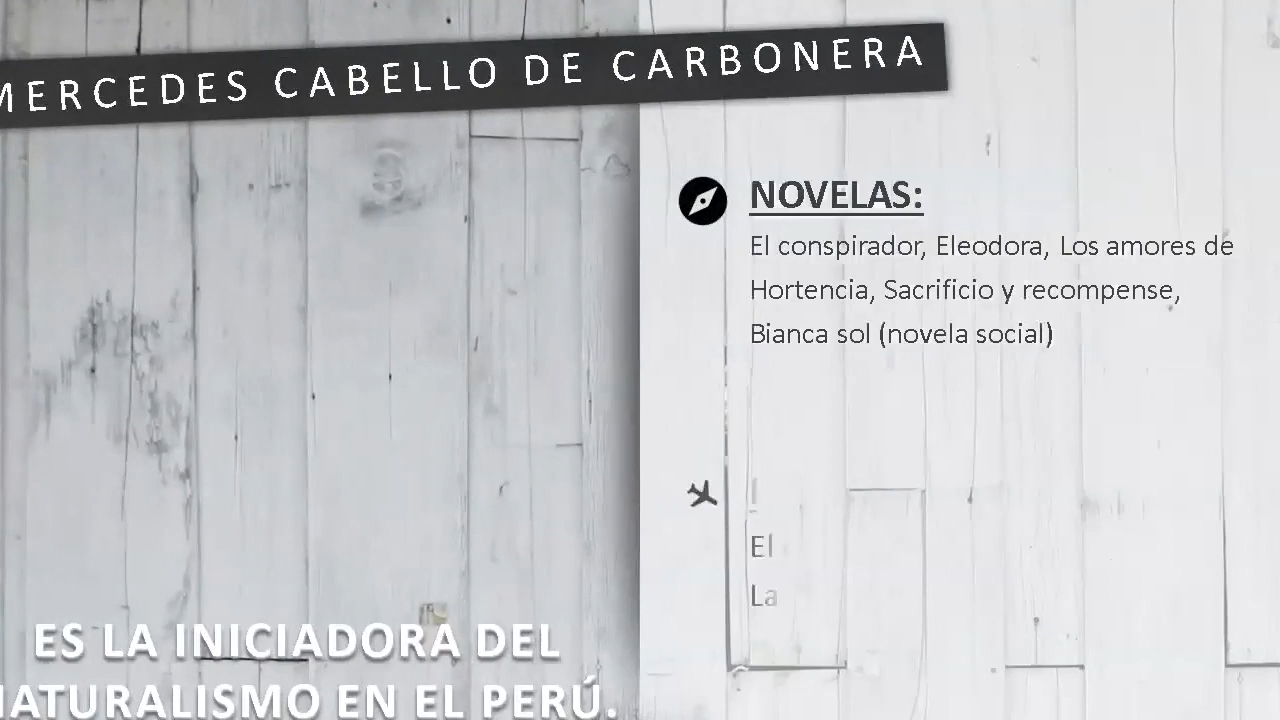 MERCEDES CABELLO DE CARBONERA
NOVELAS:
El conspirador, Eleodora, Los amores de
Hortencia, Sacrificio y recompense,
Bianca sol (novela social)
El
La
ES LA INICIADORA DEL
NATURALISMO EN EL PERÚ.